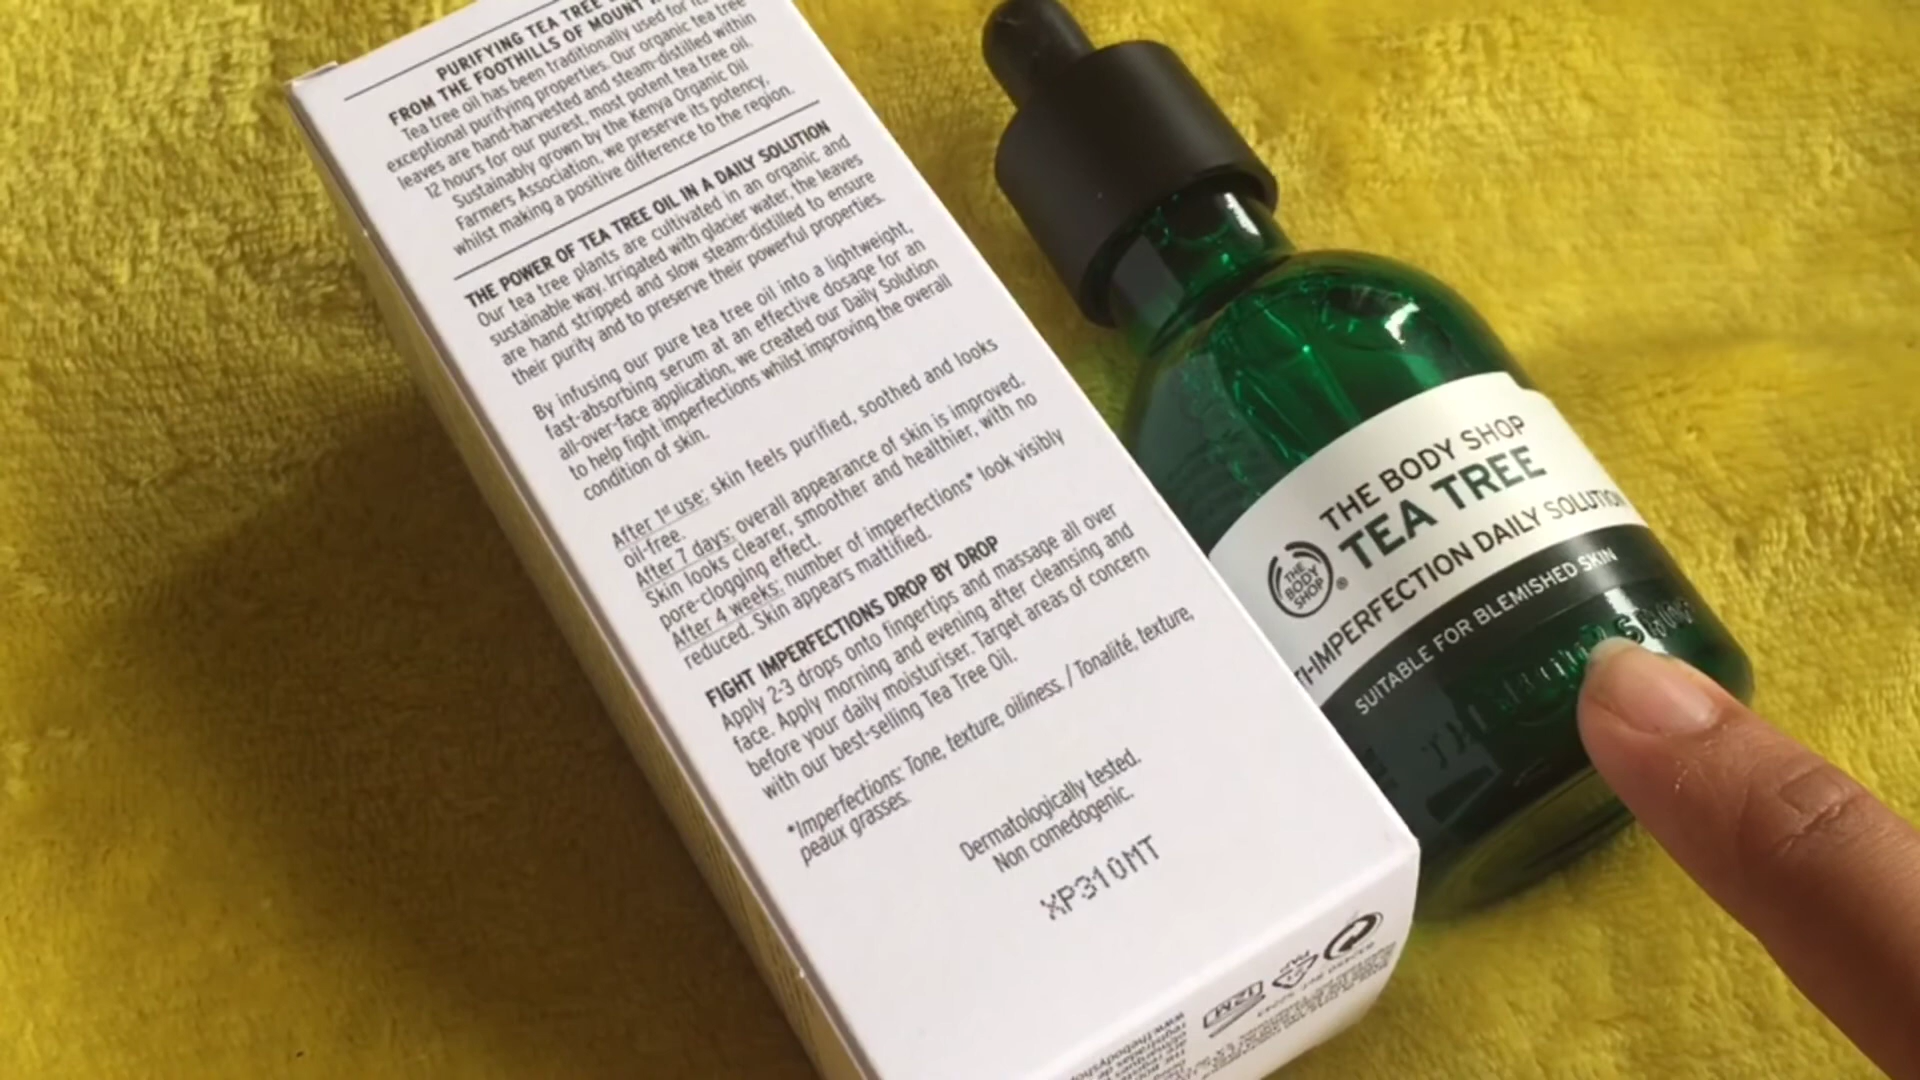 PURIFYING TEA TREE
FROM THE FOOTHILLS OF MOUNT
Tea tree oil has been traditionally used for its
exceptional purifying properties. Our organic tea tree
leaves are hand-harvested and steam-distilled within
12 hours for our purest, most potent tea tree oil.
Sustainably grown by the Kenya Organic Oil
Farmers Association, we preserve its potency,
whilst making a positive difference to the region.
THE POWER OF TEA TREE OIL IN A DAILY SOLUTION
Our tea tree plants are cultivated in an organic and
sustainable way. Irrigated with glacier water, the leaves
are hand stripped and slow steam-distilled to ensure
their purity and to preserve their powerful properties.
By infusing our pure tea tree oil into a lightweight,
fast-absorbing serum at an effective dosage for an
all-over-face application, we created our Daily Solution
to help fight imperfections whilst improving the overall
condition of skin.
After 1st use: skin feels purified, soothed and looks
oil-free.
After 7 days: overall appearance of skin is improved.
Skin looks clearer, smoother and healthier, with no
pore-clogging effect.
After 4 weeks: number of imperfections* look visibly
reduced. Skin appears mattified.
FIGHT IMPERFECTIONS DROP BY DROP
Apply 2-3 drops onto fingertips and massage all over
face. Apply morning and evening after cleansing and
before your daily moisturiser. Target areas of concern
with our best-selling Tea Tree Oil.
*Imperfections: Tone, texture, oiliness. / Tonalité, texture,
peaux grasses.
Dermatologically tested.
Non comedogenic.
XP310MT
12M
PAP
THE BODY SHOP
TEA TREE
TI-IMPERFECTION DAILY SOLUTION
SUITABLE FOR BLEMISHED SKIN
THE
BODY
SHOP®